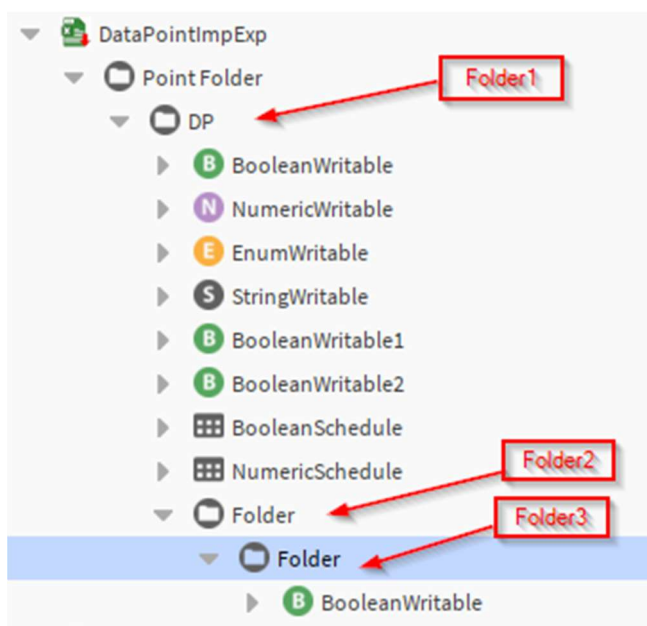 DataPointImpExp
Point Folder
Folder1
DP
B BooleanWritable
N NumericWritable
E EnumWritable
S StringWritable
B BooleanWritable1
B BooleanWritable2
BooleanSchedule
NumericSchedule
Folder2
Folder
Folder3
Folder
B BooleanWritable